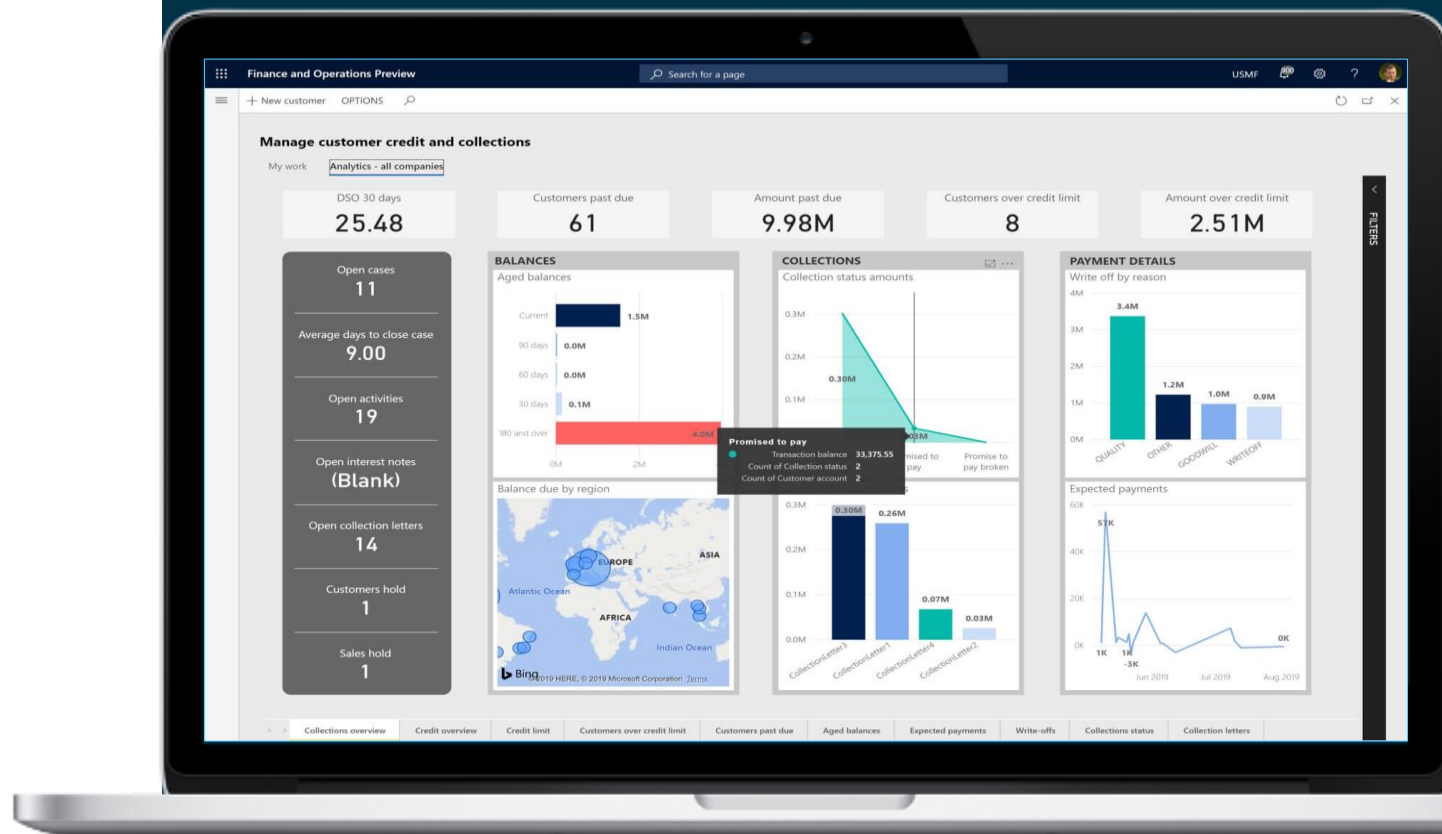 Finance and Operations Preview
Search for a page
USMF
?
+ New customer OPTIONS
Manage customer credit and collections
My work Analytics - all companies
DSO 30 days
25.48
Customers past due
61
Amount past due
9.98M
Customers over credit limit
8
Amount over credit limit
2.51M
FILTERS
Open cases
11
Average days to close case
9.00
Open activities
19
Open interest notes
(Blank)
Open collection letters
14
Customers hold
1
Sales hold
1
BALANCES
Aged balances
Current 1.5M
90 days 0.0M
60 days 0.0M
30 days 0.1M
180 and over 4.0M
0M 2M
Balance due by region
EUROPE
ASIA
Atlantic Ocean
AFRICA
Indian Ocean
Bing
2019 HERE, © 2019 Microsoft Corporation Terms
COLLECTIONS
Collection status amounts
0.3M
0.2M
0.1M
0.30M
Promised to pay
Transaction balance 33,375.55
Count of Collection status 2
Count of Customer account 2
pay
Promise to
pay broken
0.3M
0.2M
0.1M
0.0M
0.30M
0.26M
0.07M
0.03M
CollectionLetter3
CollectionLetter1
CollectionLetter4
CollectionLetter2
PAYMENT DETAILS
Write off by reason
4M
3M
2M
1M
0M
3.4M
1.2M
1.0M
0.9M
QUALITY
OTHER
GOODWILL
WRITEOFF
Expected payments
60K
40K
20K
0K
57K
1K
1K
-3K
0K
Jun 2019 Jul 2019 Aug 2019
Collections overview Credit overview Credit limit Customers over credit limit Customers past due Aged balances Expected payments Write-offs Collections status Collection letters